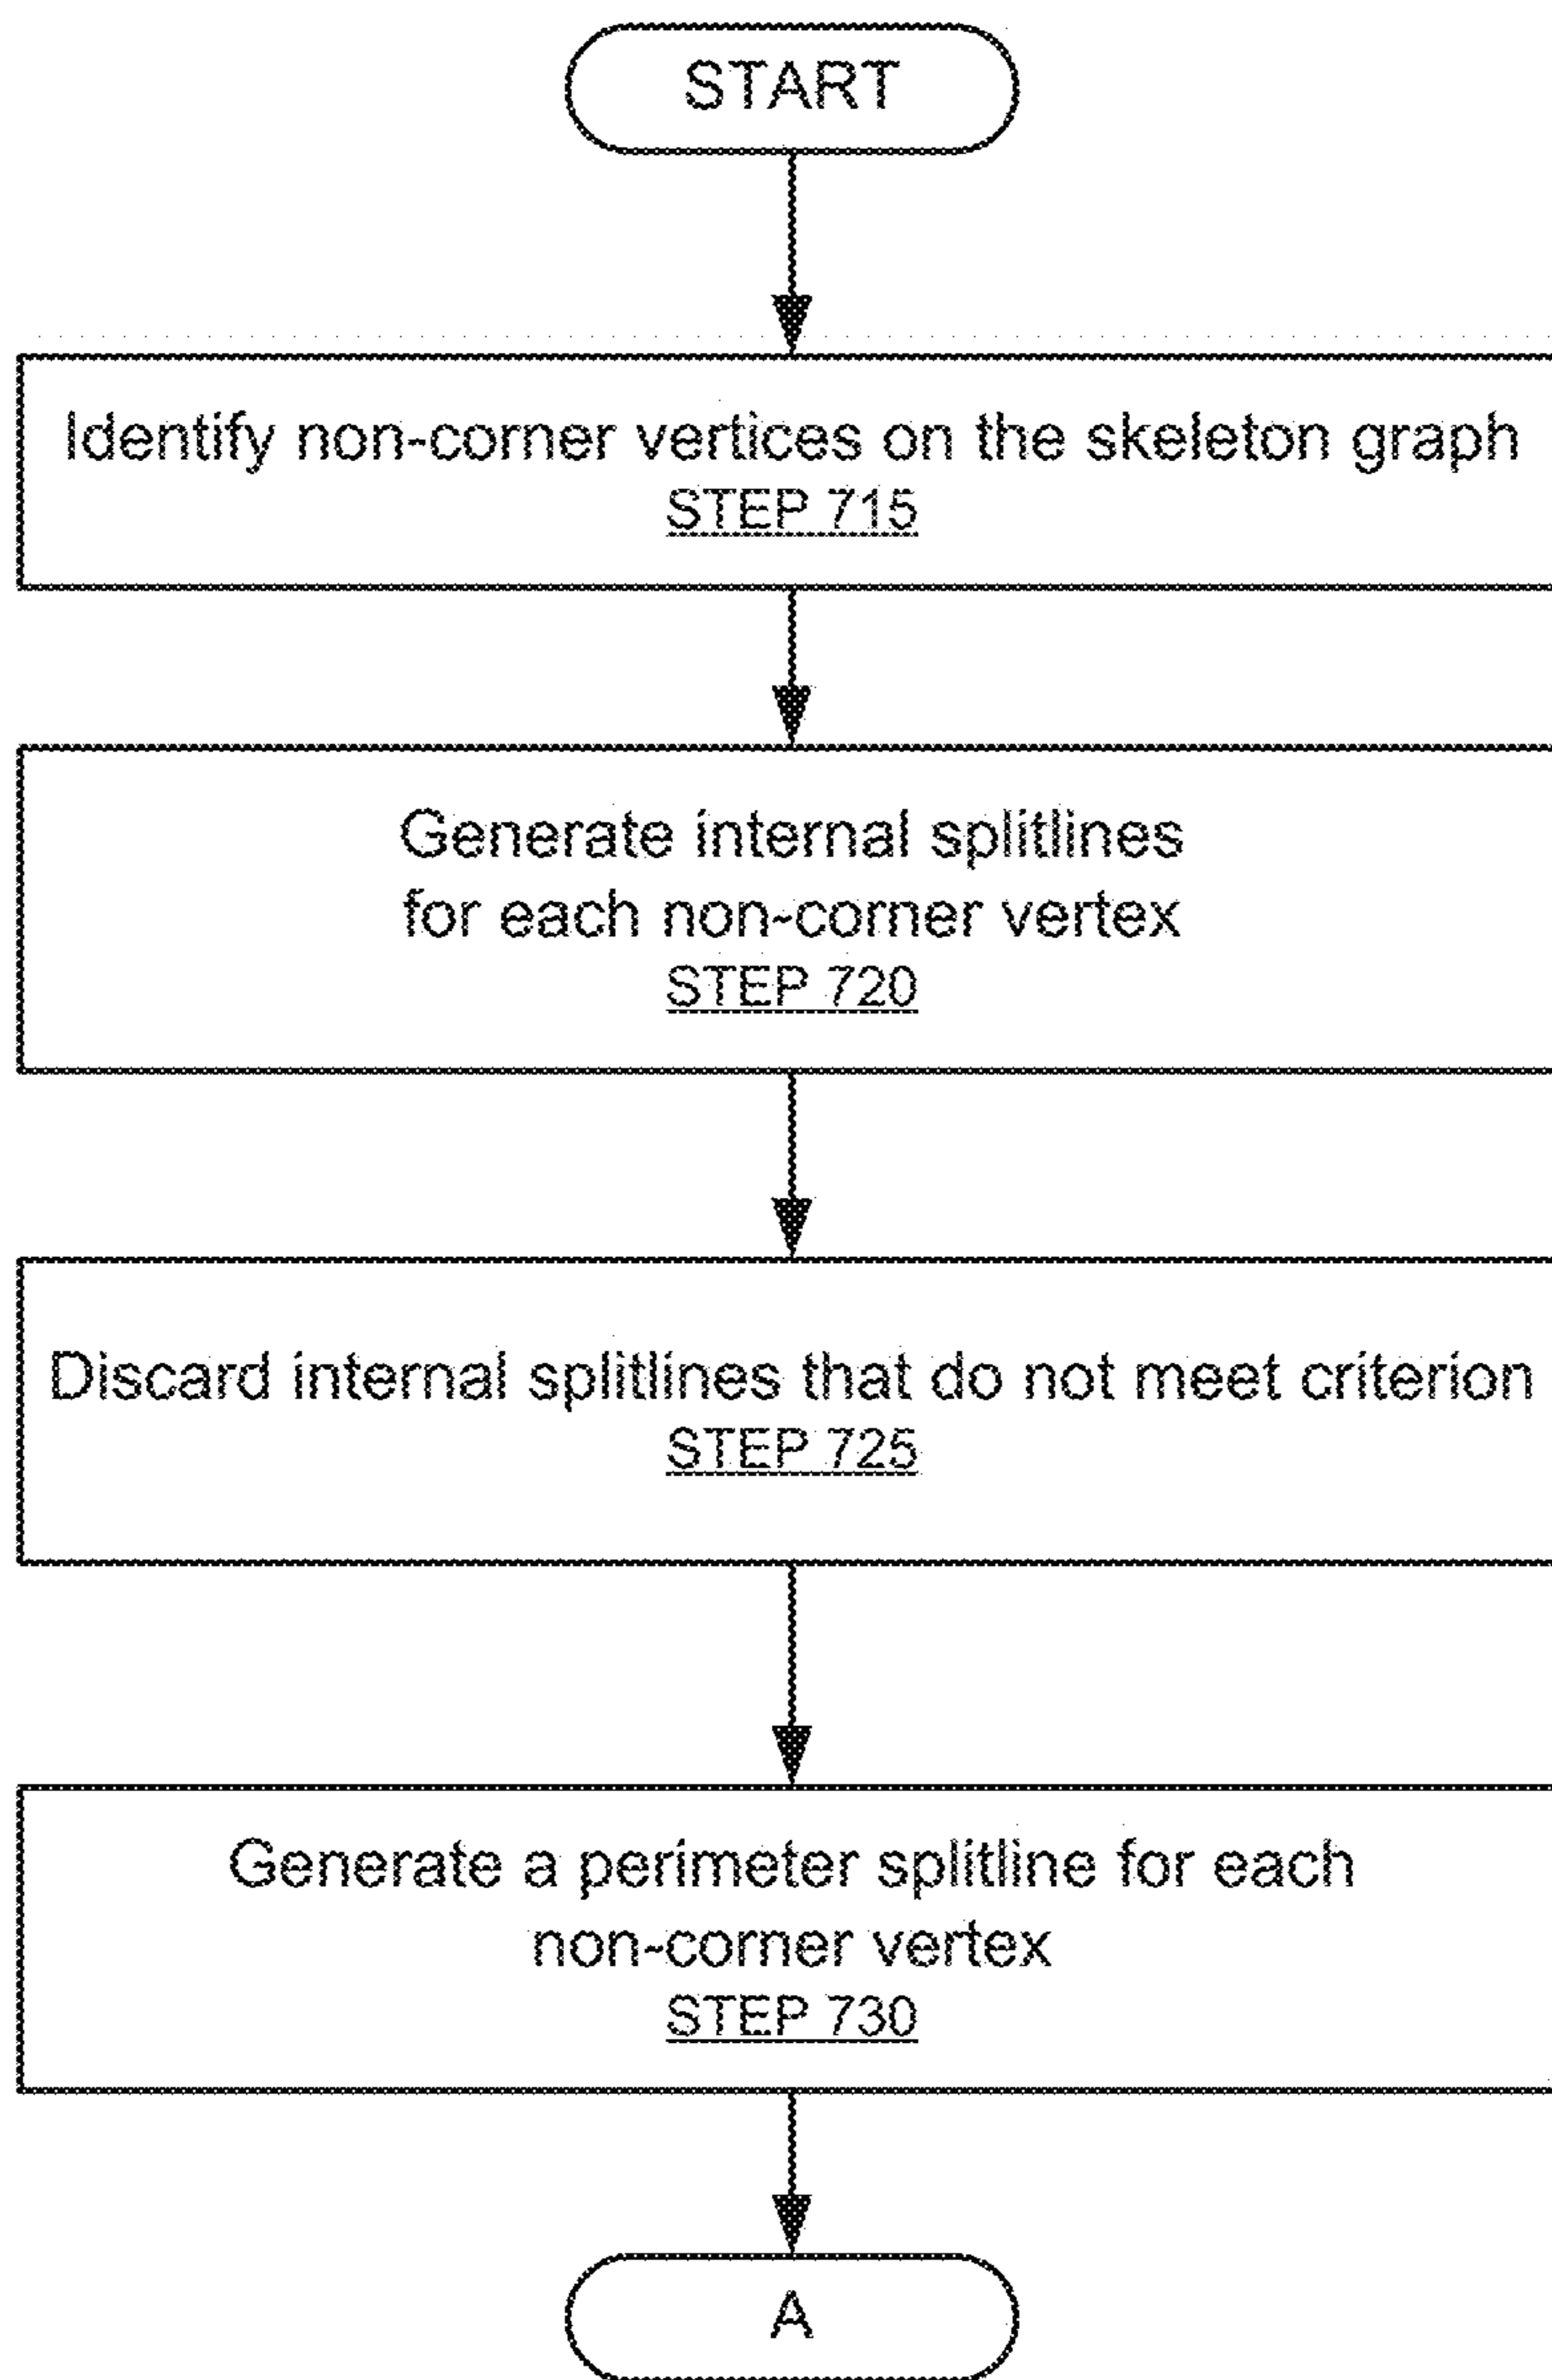 START
Identify non-corner vertices on the skeleton graph
STEP 715
Generate internal splitlines
for each non-corner vertex
STEP 720
Discard internal splitlines that do not meet criterion
STEP 725
Generate a perimeter splitline for each
non-corner vertex
STEP 730
A